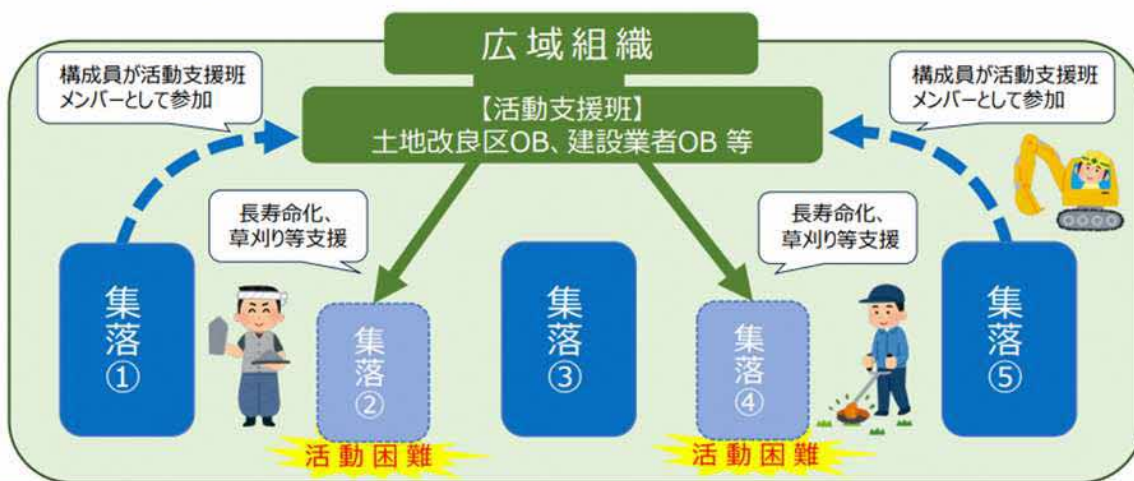 広域組織
構成員が活動支援班
メンバーとして参加
【活動支援班】
土地改良区OB、建設業者OB 等
構成員が活動支援班
メンバーとして参加
長寿命化、
草刈り等支援
長寿命化、
草刈り等支援
集落①
集落②
集落③
集落④
集落⑤
活動困難
活動困難